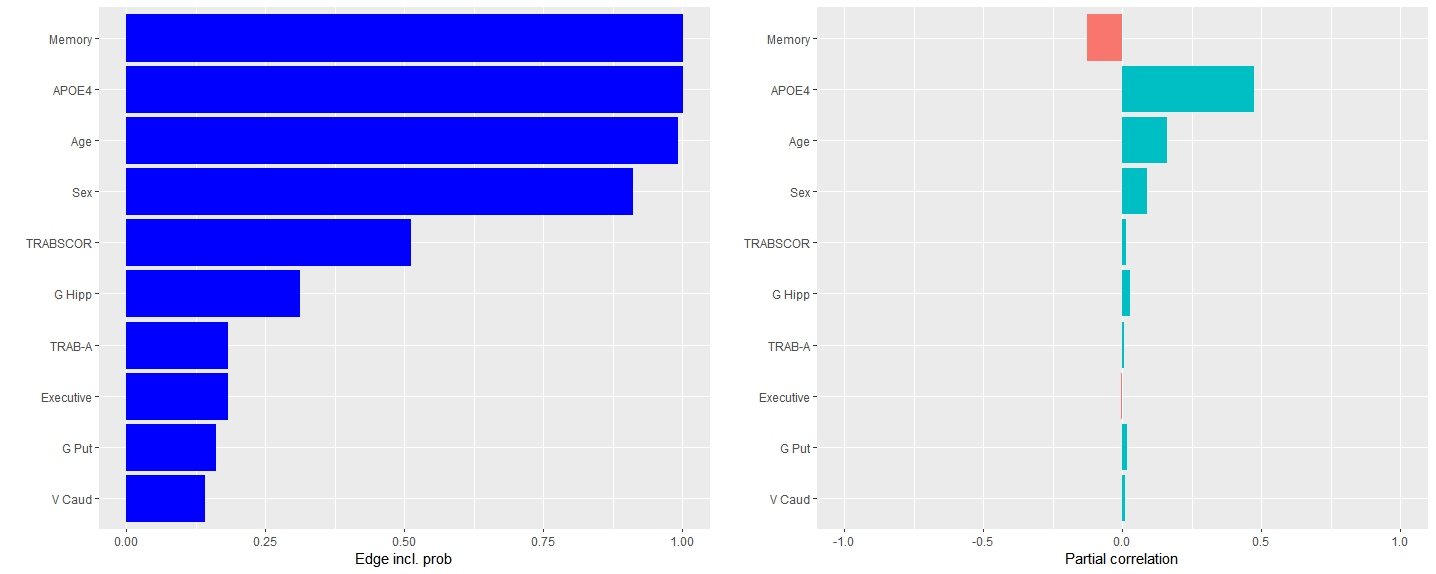 Memory
APOE4
Age
Sex
TRABSCOR
G Hipp
TRAB-A
Executive
G Put
V Caud
0.00 0.25 0.50 0.75 1.00
Edge incl. prob
Memory
APOE4
Age
Sex
TRABSCOR
G Hipp
TRAB-A
Executive
G Put
V Caud
-1.0 -0.5 0.0 0.5 1.0
Partial correlation